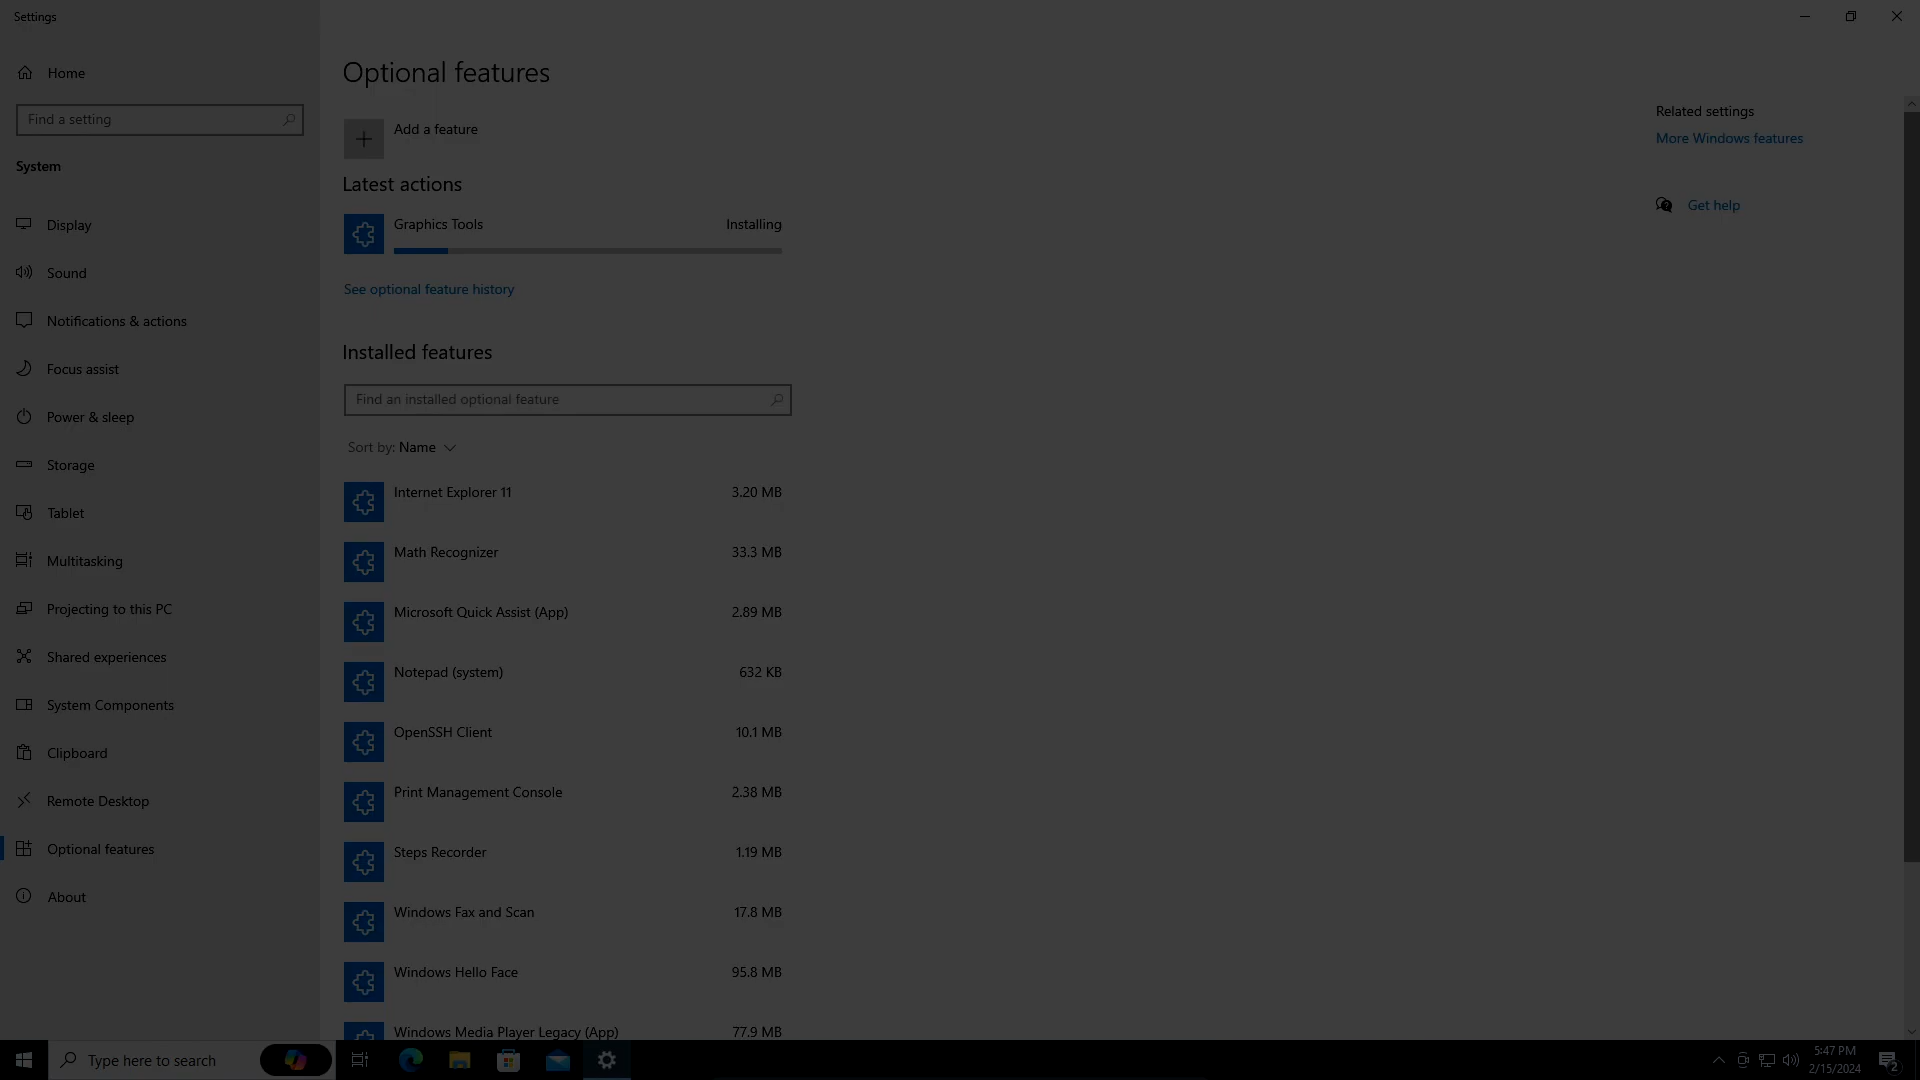 Settings
Home
Find a setting
System
Display
Sound
Notifications & actions
Focus assist
Power & sleep
Storage
Tablet
Multitasking
Projecting to this PC
Shared experiences
System Components
Clipboard
Remote Desktop
Optional features
About
Optional features
Add a feature
Latest actions
Graphics Tools Installing
See optional feature history
Installed features
Find an installed optional feature
Sort by: Name
Internet Explorer 11 3.20 MB
Math Recognizer 33.3 MB
Microsoft Quick Assist (App) 2.89 MB
Notepad (system) 632 KB
OpenSSH Client 10.1 MB
Print Management Console 2.38 MB
Steps Recorder 1.19 MB
Windows Fax and Scan 17.8 MB
Windows Hello Face 95.8 MB
Windows Media Player Legacy (App) 77.9 MB
Related settings
More Windows features
Get help
Type here to search
5:47 PM
2/15/2024
2